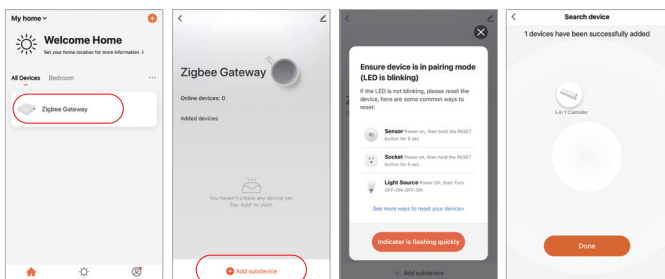 My home
Welcome Home
Set your home location for more information >
All Devices
Bedroom
...
Zigbee Gateway
Zigbee Gateway
Online devices: 0
Added devices
You haven't create any device yet.
Tap 'Add' to start.
Add subdevice
Ensure device is in pairing mode
(LED is blinking)
If the LED is not blinking, please reset the
device, here are some common ways to
reset:
Sensor Power on, then hold the RESET
button for 5 sec
Socket Power on, then hold the RESET
button for 5 sec
Light Source Power On, then Turn
OFF-ON-OFF-ON
See more ways to reset your device>
Indicator is flashing quickly
Add subdevice
Search device
1 devices have been successfully added
5 in 1 Controller
Done